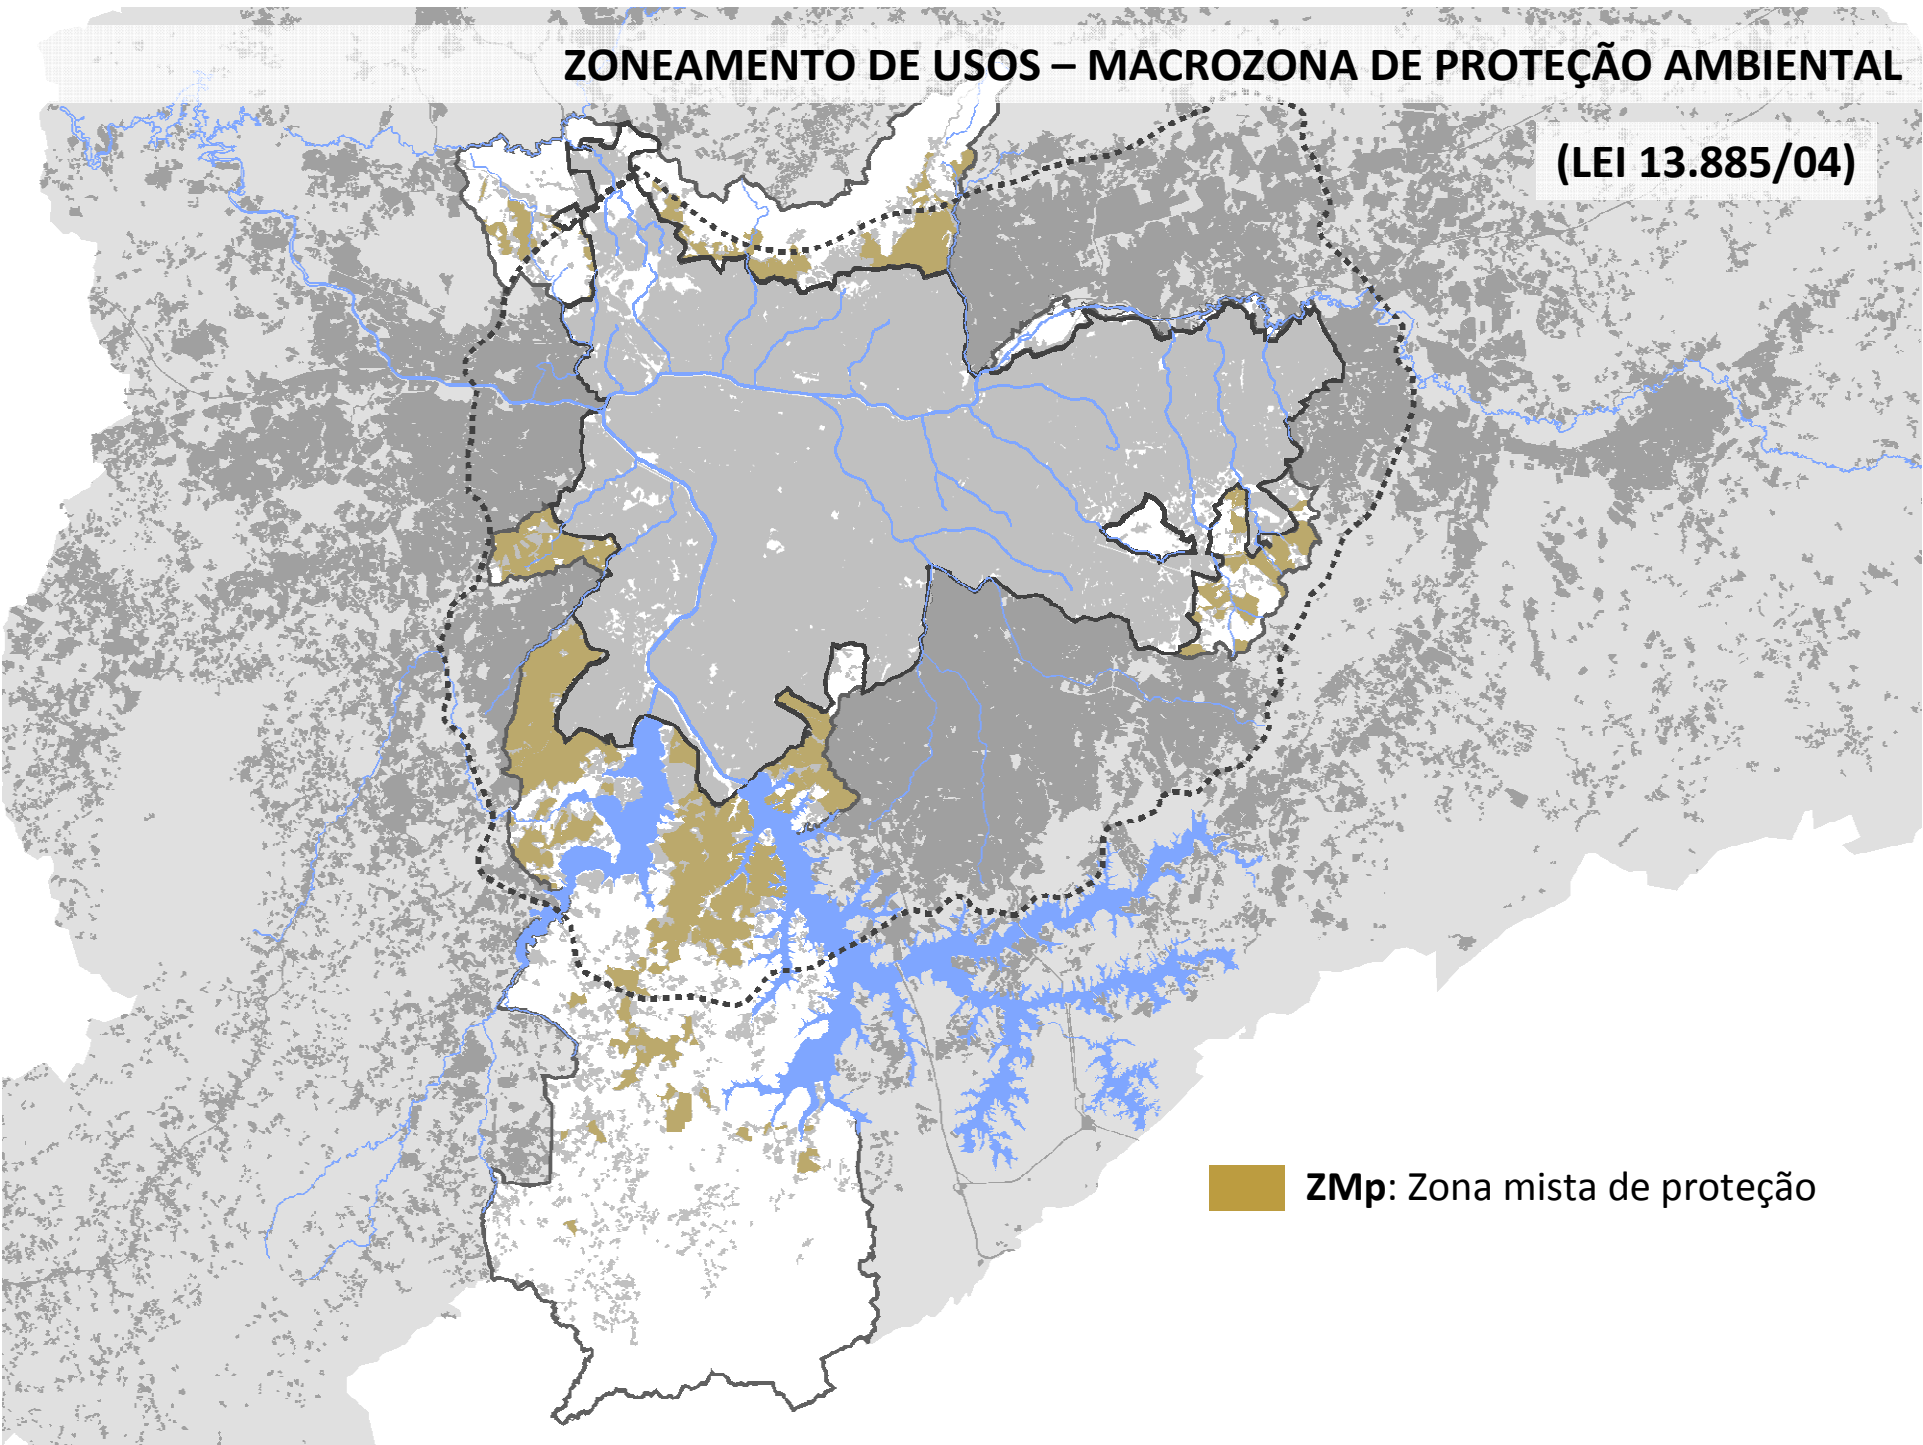 ZONEAMENTO DE USOS – MACROZONA DE PROTEÇÃO AMBIENTAL
(LEI 13.885/04)
ZMp: Zona mista de proteção